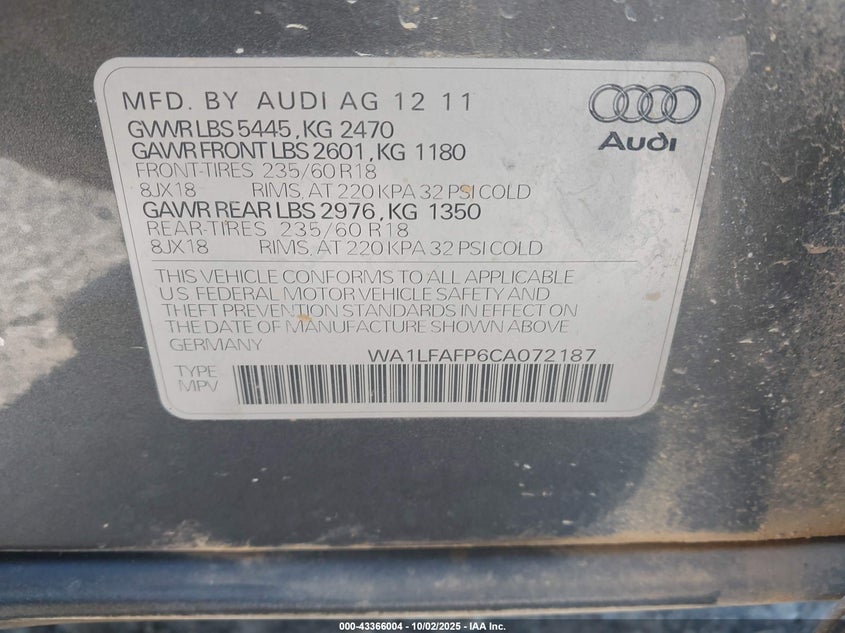 MFD. BY AUDI AG 12 11
Audi
GVWR LBS 5445, KG 2470
GAWR FRONT LBS 2601, KG 1180
FRONT-TIRES 235/60 R18
8JX18 RIMS, AT 220 KPA 32 PSI COLD
GAWR REAR LBS 2976, KG 1350
REAR-TIRES 235/60 R18
8JX18 RIMS, AT 220 KPA 32 PSI COLD
THIS VEHICLE CONFORMS TO ALL APPLICABLE
U.S. FEDERAL MOTOR VEHICLE SAFETY AND
THEFT PREVENTION STANDARDS IN EFFECT ON
THE DATE OF MANUFACTURE SHOWN ABOVE
GERMANY WA1LFAFP6CA072187
TYPE
MPV
000-43366004 - 10/02/2025 - IAA Inc.